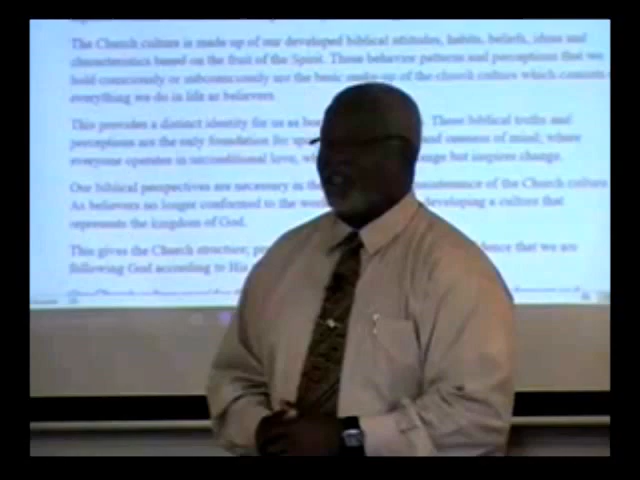 The Church culture is made up of our developed biblical attitudes, habits, beliefs, ideas and
characteristics based on the fruit of the Spirit. These behavior patterns and perceptions that we
hold consciously or subconsciously are the basic make-up of the church culture which consists
everything we do in life as believers
This provides a distinct identity for us as These biblical truths and
perceptions are the only foundation for and oneness of mind; where
everyone operates in unconditional love, change but inspires change.
Our biblical perspectives are necessary in the maintenance of the Church culture
As believers no longer conformed to the developing a culture that
represents the kingdom of God.
This gives the Church structure; that we are
following God according to His